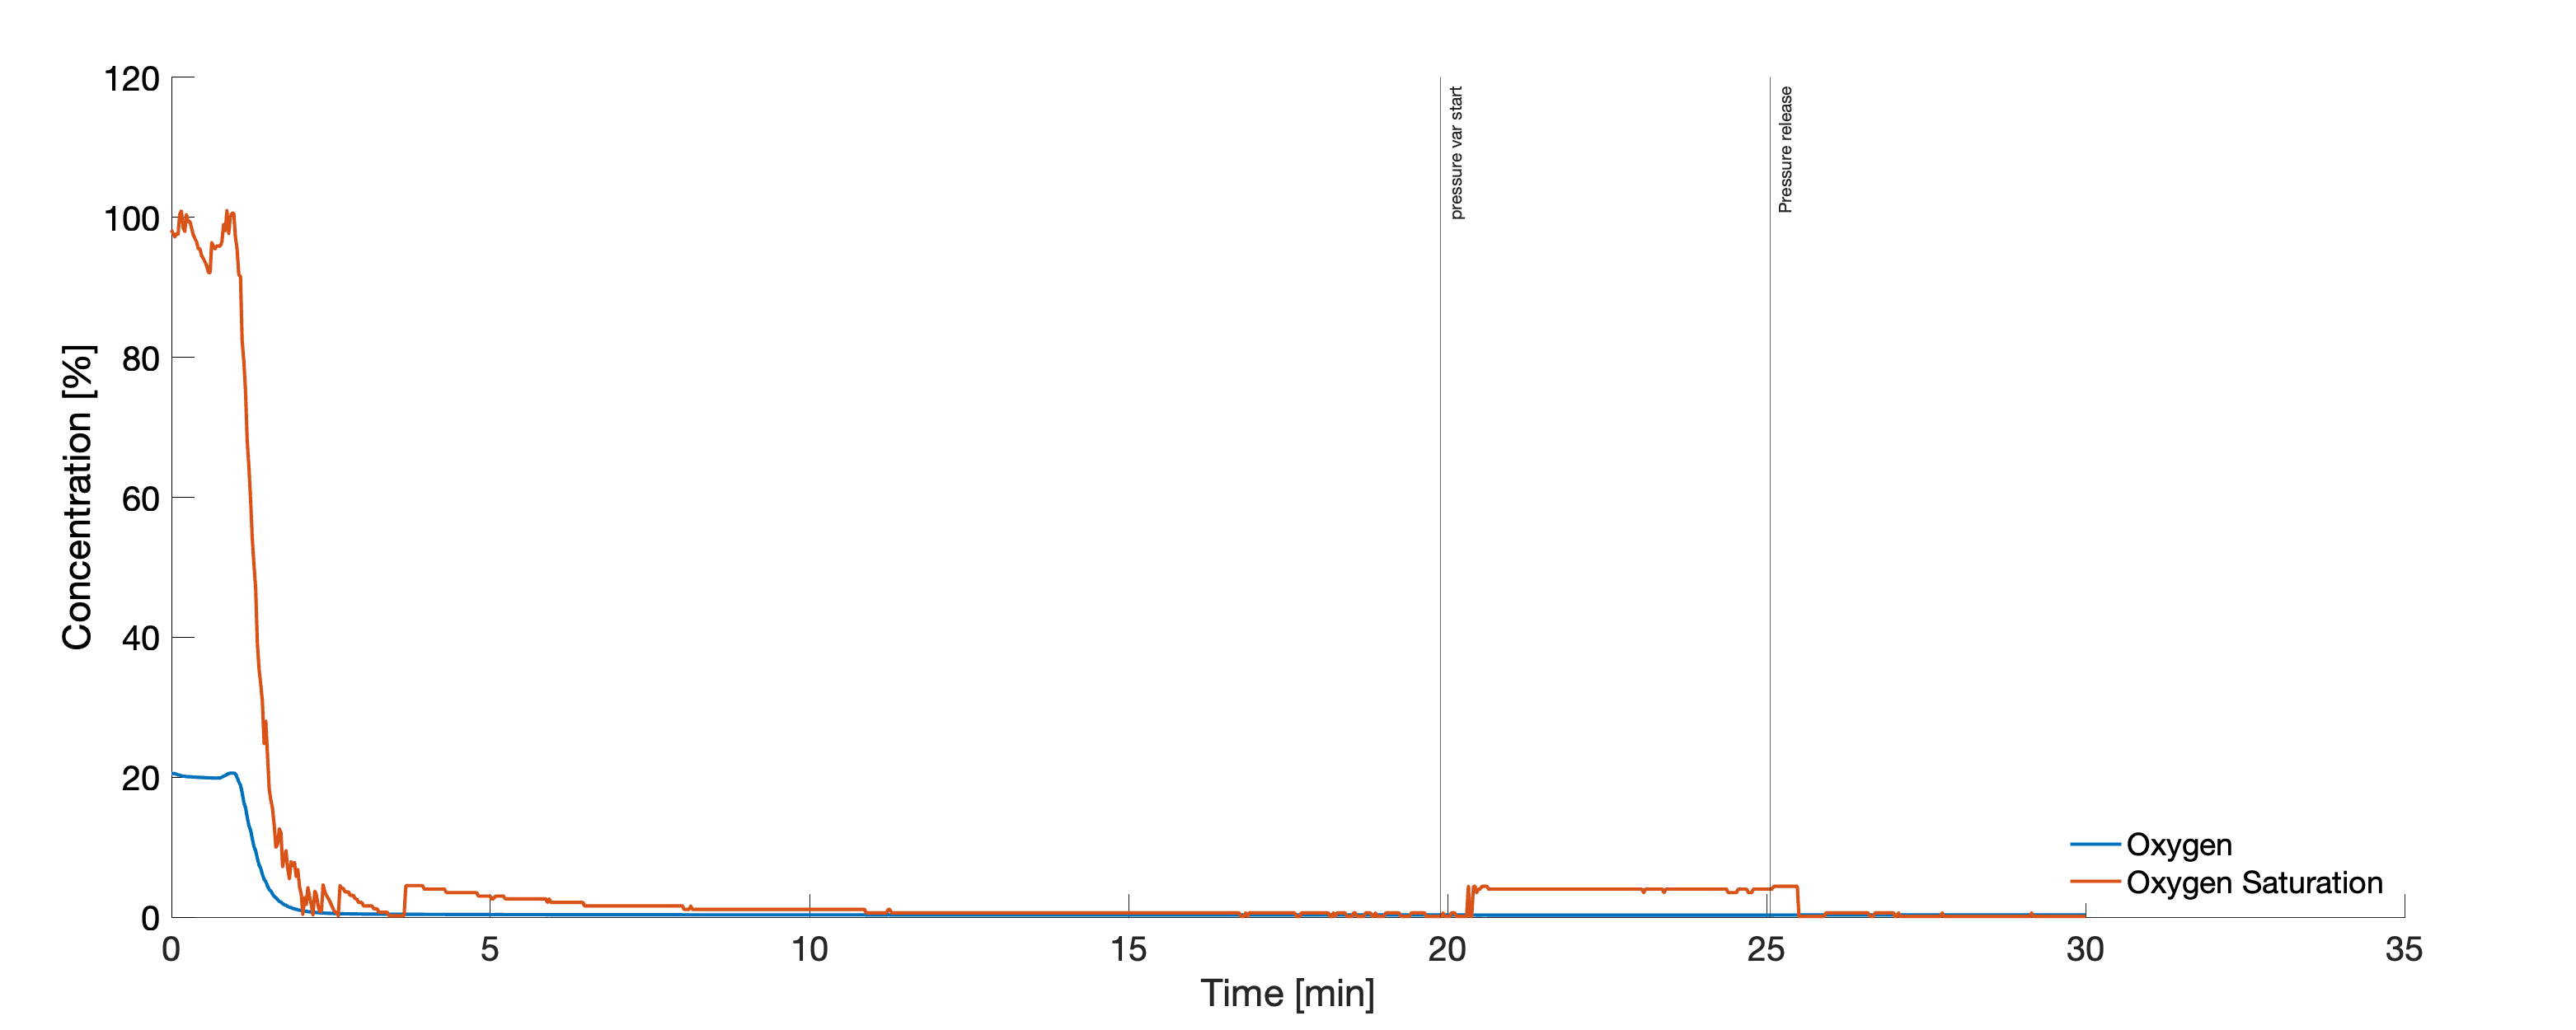 120
100
80
60
40
20
0
Concentration [%]
pressure var start
Pressure release
Oxygen
Oxygen Saturation
0 5 10 15 20 25 30 35
Time [min]